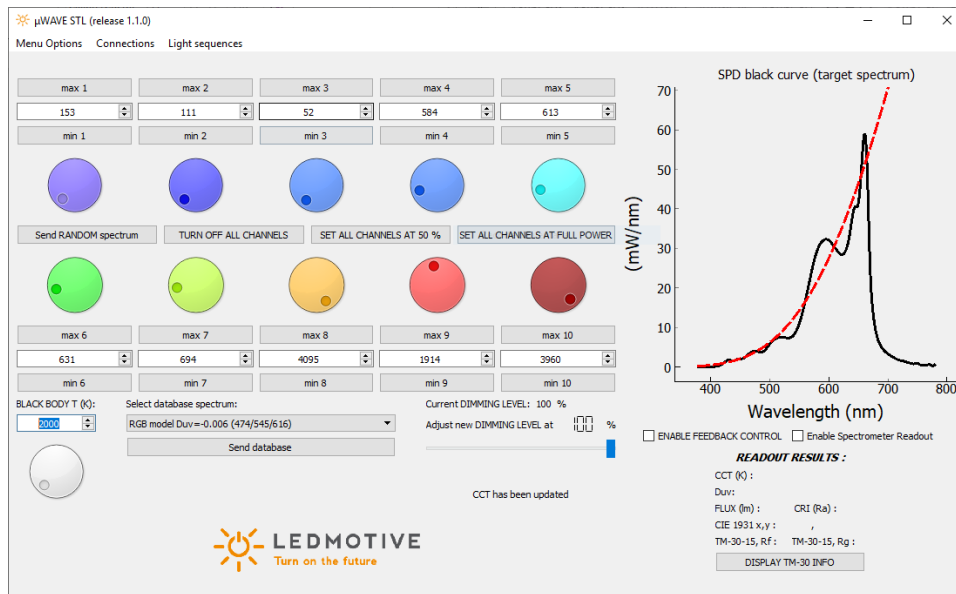 µWAVE STL (release 1.1.0)
Menu Options Connections Light sequences
max 1 max 2 max 3 max 4 max 5
153 111 52 584 613
min 1 min 2 min 3 min 4 min 5
Send RANDOM spectrum TURN OFF ALL CHANNELS SET ALL CHANNELS AT 50 % SET ALL CHANNELS AT FULL POWER
max 6 max 7 max 8 max 9 max 10
631 694 4095 1914 3960
min 6 min 7 min 8 min 9 min 10
BLACK BODY T (K): Select database spectrum: Current DIMMING LEVEL: 100 %
2000 RGB model Duv=-0.006 (474/545/616) Adjust new DIMMING LEVEL at 100 %
Send database
CCT has been updated
LEDMOTIVE
Turn on the future
SPD black curve (target spectrum)
70
60
50
40
30
20
10
0
(mW/nm)
400 500 600 700 800
Wavelength (nm)
ENABLE FEEDBACK CONTROL Enable Spectrometer Readout
READOUT RESULTS :
CCT (K) :
Duv:
FLUX (lm) : CRI (Ra) :
CIE 1931 x,y : ,
TM-30-15, Rf : TM-30-15, Rg :
DISPLAY TM-30 INFO